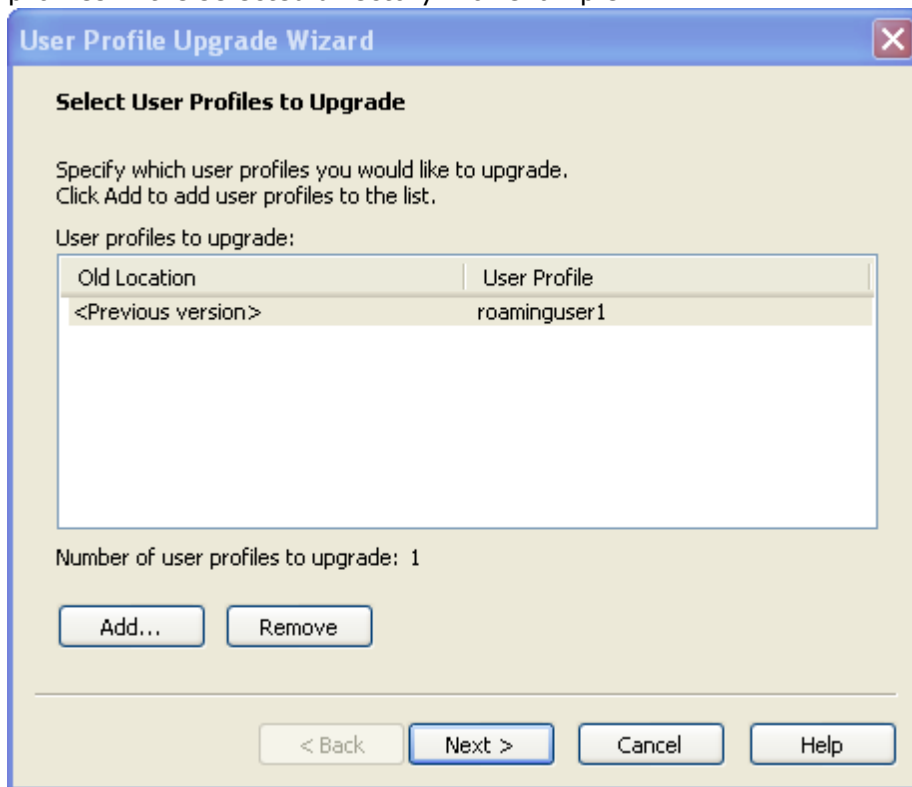 User Profile Upgrade Wizard
Select User Profiles to Upgrade
Specify which user profiles you would like to upgrade.
Click Add to add user profiles to the list.
User profiles to upgrade:
Old Location User Profile
<Previous version> roaminguser1
Number of user profiles to upgrade: 1
Add... Remove
< Back Next > Cancel Help